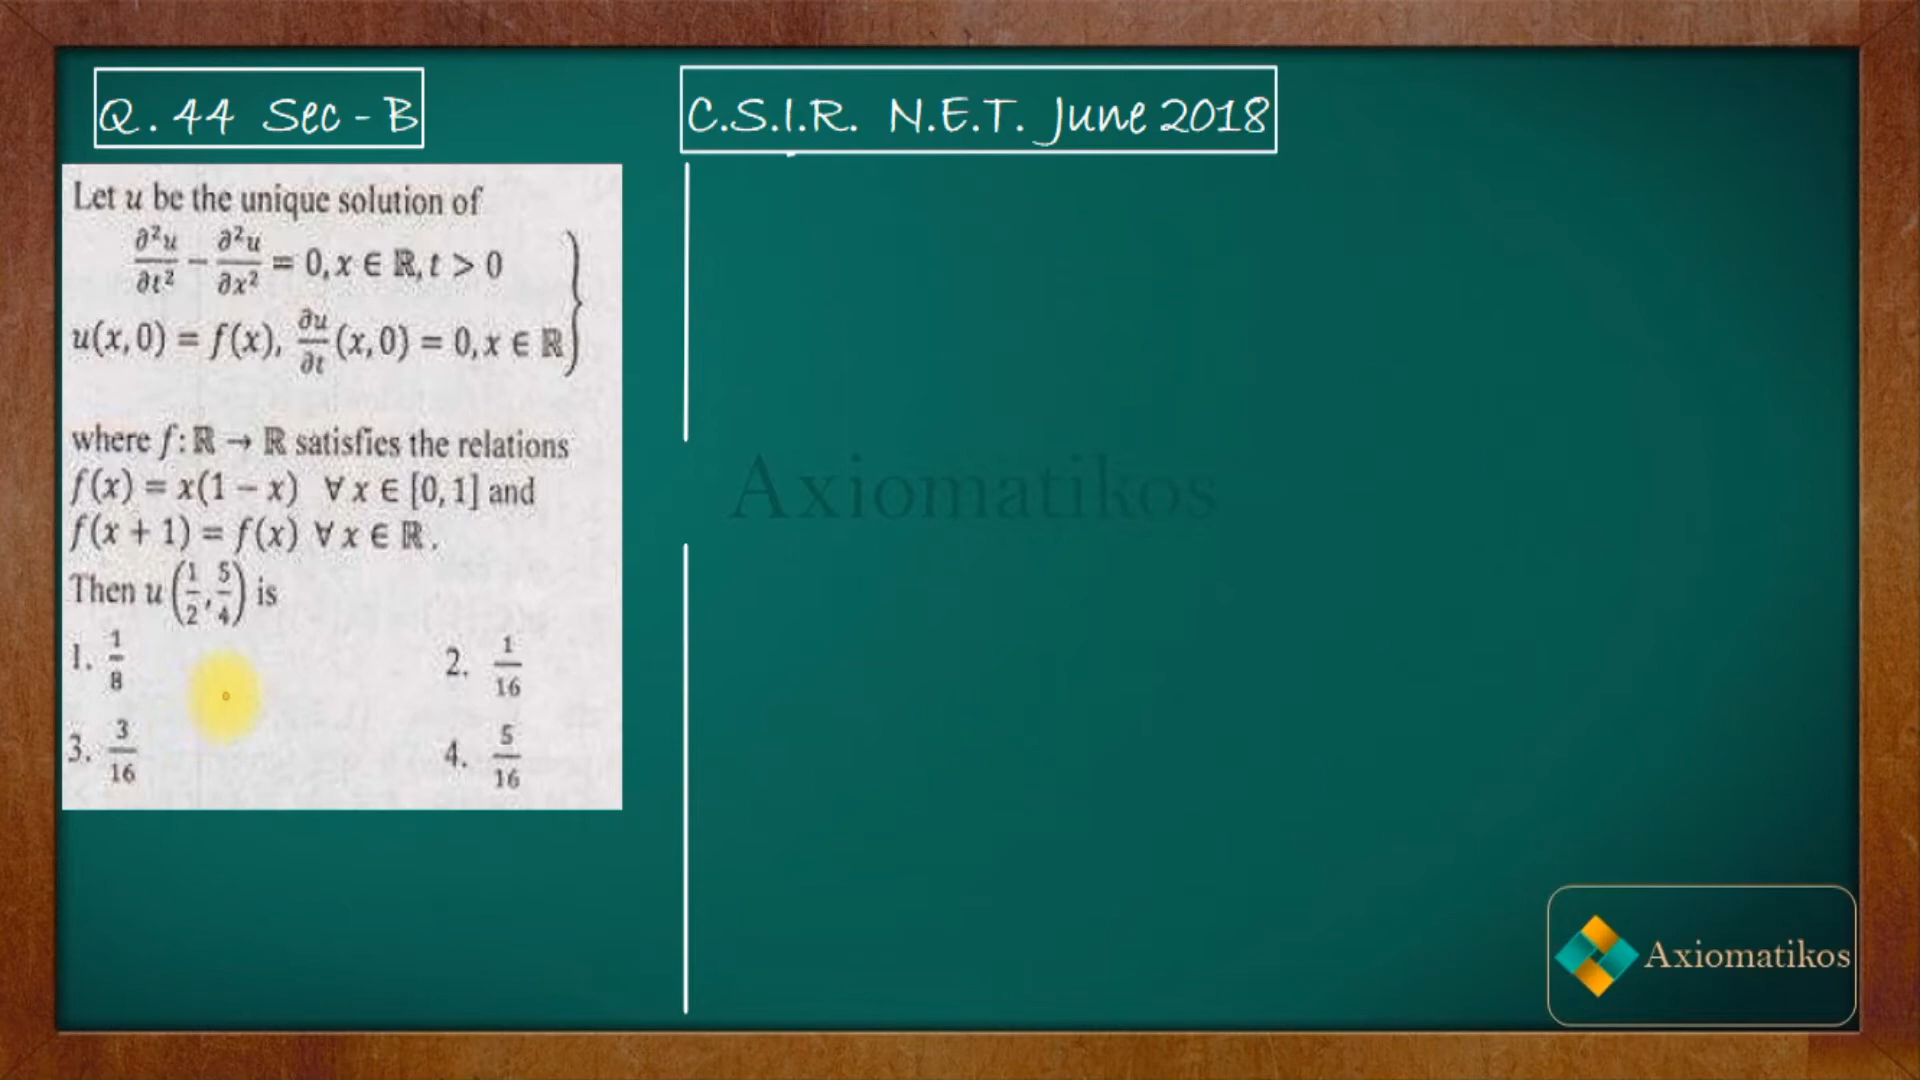 Q. 44 Sec - B
C.S.I.R. N.E.T. June 2018
Let u be the unique solution of
∂²u/∂t² − ∂²u/∂x² = 0, x ∈ ℝ, t > 0
u(x, 0) = f(x), ∂u/∂t (x, 0) = 0, x ∈ ℝ }
where f: ℝ → ℝ satisfies the relations
f(x) = x(1 − x) ∀ x ∈ [0, 1] and
f(x + 1) = f(x) ∀ x ∈ ℝ.
Then u (1/2, 5/4) is
1. 1/8 2. 1/16
3. 3/16 4. 5/16
Axiomatikos
Axiomatikos